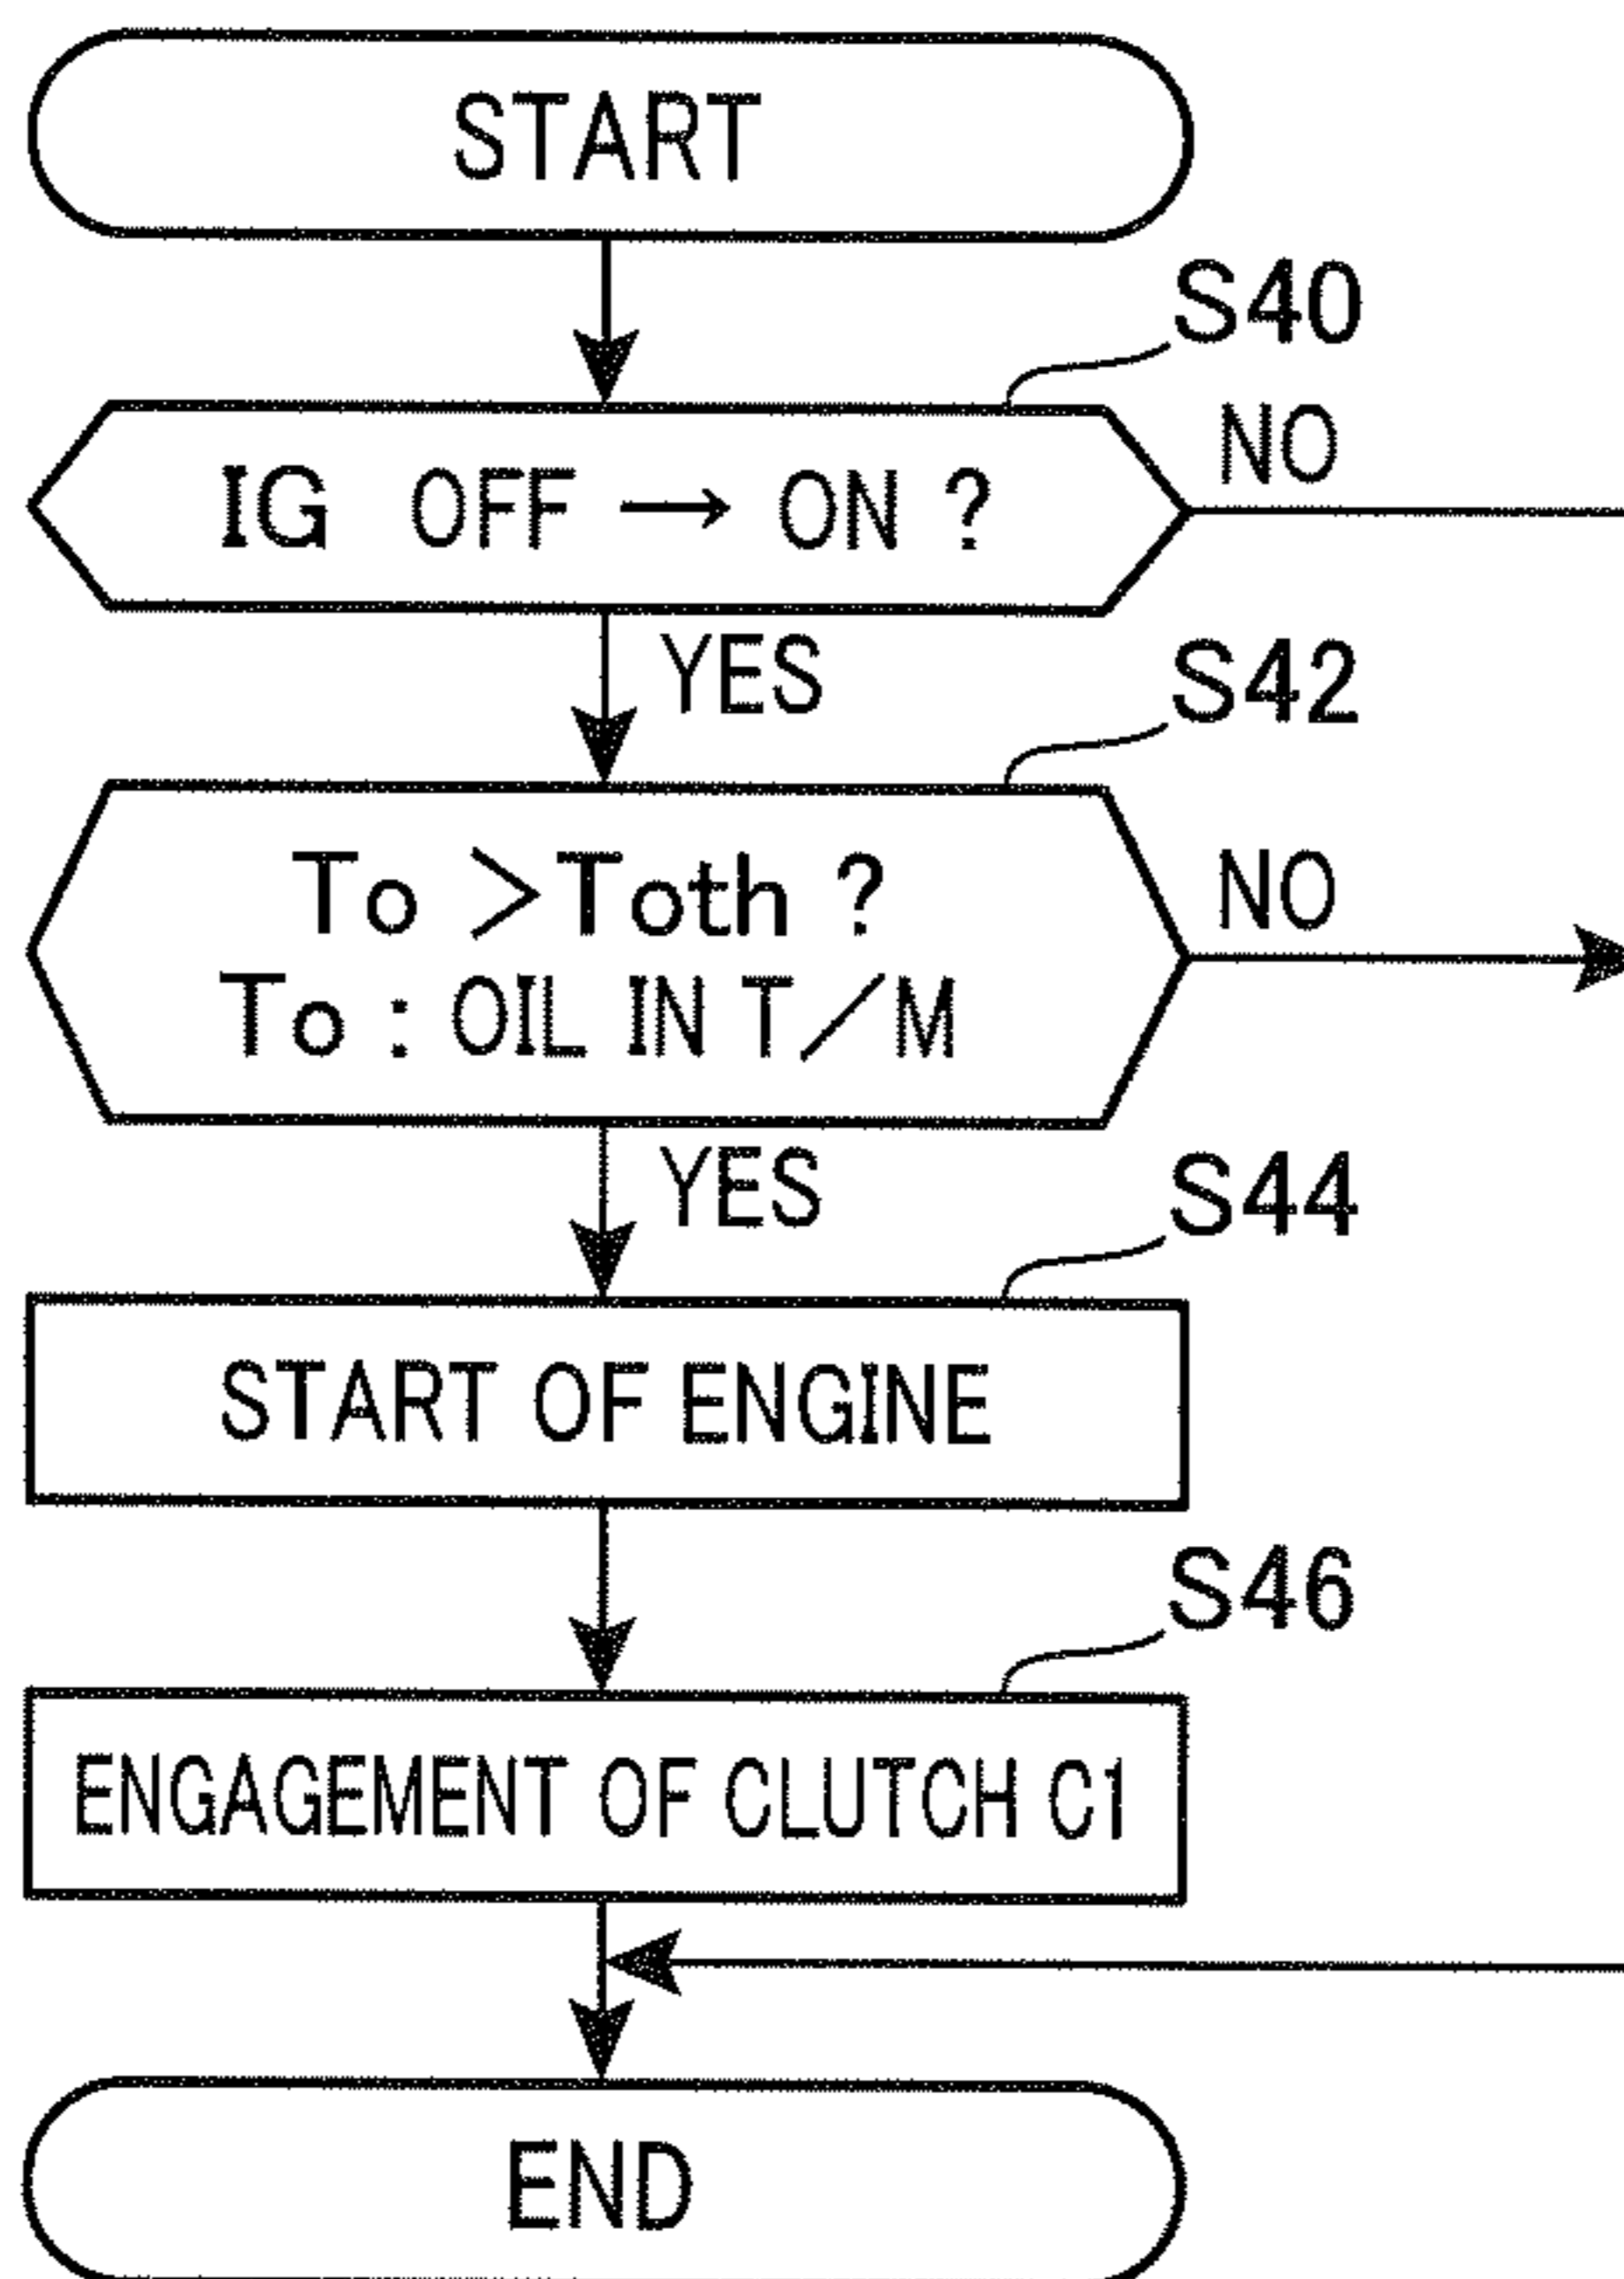 START
S40
IG OFF → ON ?
NO
YES
S42
To >Toth ?
To : OIL IN T/M
NO
YES
S44
START OF ENGINE
S46
ENGAGEMENT OF CLUTCH C1
END